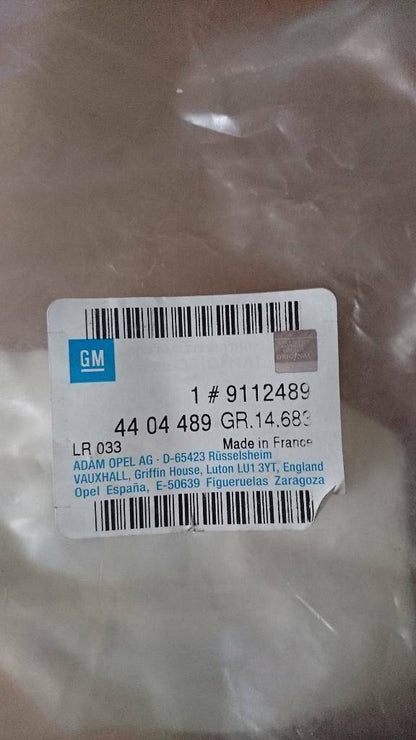 GM
ORIGINAL
1 # 9112489
44 04 489 GR.14.683
LR 033
Made in France
ADAM OPEL AG · D-65423 Rüsselsheim
VAUXHALL, Griffin House, Luton LU1 3YT, England
Opel España, E-50639 Figueruelas Zaragoza